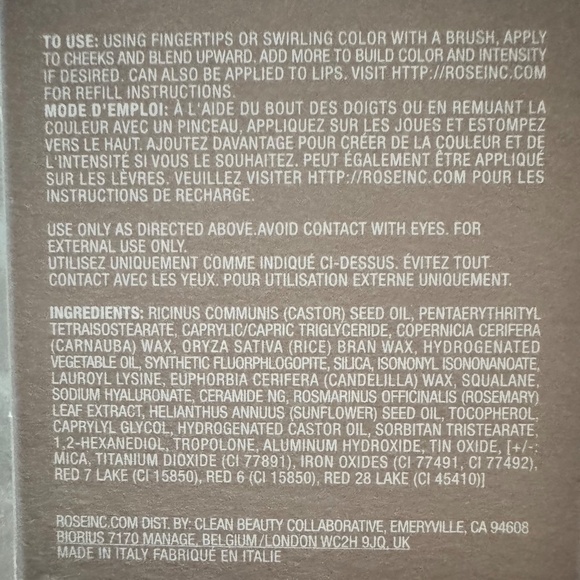 TO USE: USING FINGERTIPS OR SWIRLING COLOR WITH A BRUSH, APPLY
TO CHEEKS AND BLEND UPWARD. ADD MORE TO BUILD COLOR AND INTENSITY
IF DESIRED. CAN ALSO BE APPLIED TO LIPS. VISIT HTTP://ROSEINC.COM
FOR REFILL INSTRUCTIONS.
MODE D'EMPLOI: À L'AIDE DU BOUT DES DOIGTS OU EN REMUANT LA
COULEUR AVEC UN PINCEAU, APPLIQUEZ SUR LES JOUES ET ESTOMPEZ
VERS LE HAUT. AJOUTEZ DAVANTAGE POUR CRÉER DE LA COULEUR ET DE
L'INTENSITÉ SI VOUS LE SOUHAITEZ. PEUT ÉGALEMENT ÊTRE APPLIQUÉ
SUR LES LÈVRES. VEUILLEZ VISITER HTTP://ROSEINC.COM POUR LES
INSTRUCTIONS DE RECHARGE.
USE ONLY AS DIRECTED ABOVE.AVOID CONTACT WITH EYES. FOR
EXTERNAL USE ONLY.
UTILISEZ UNIQUEMENT COMME INDIQUÉ CI-DESSUS. ÉVITEZ TOUT
CONTACT AVEC LES YEUX. POUR UTILISATION EXTERNE UNIQUEMENT.
INGREDIENTS: RICINUS COMMUNIS (CASTOR) SEED OIL, PENTAERYTHRITYL
TETRAISOSTEARATE, CAPRYLIC/CAPRIC TRIGLYCERIDE, COPERNICIA CERIFERA
(CARNAUBA) WAX, ORYZA SATIVA (RICE) BRAN WAX, HYDROGENATED
VEGETABLE OIL, SYNTHETIC FLUORPHLOGOPITE, SILICA, ISONONYL ISONONANOATE,
LAUROYL LYSINE, EUPHORBIA CERIFERA (CANDELILLA) WAX, SQUALANE,
SODIUM HYALURONATE, CERAMIDE NG, ROSMARINUS OFFICINALIS (ROSEMARY)
LEAF EXTRACT, HELIANTHUS ANNUUS (SUNFLOWER) SEED OIL, TOCOPHEROL,
CAPRYLYL GLYCOL, HYDROGENATED CASTOR OIL, SORBITAN TRISTEARATE,
1,2-HEXANEDIOL, TROPOLONE, ALUMINUM HYDROXIDE, TIN OXIDE, [+/-:
MICA, TITANIUM DIOXIDE (CI 77891), IRON OXIDES (CI 77491, CI 77492),
RED 7 LAKE (CI 15850), RED 6 (CI 15850), RED 28 LAKE (CI 45410)]
ROSEINC.COM DIST. BY: CLEAN BEAUTY COLLABORATIVE, EMERYVILLE, CA 94608
BIORIUS 7170 MANAGE, BELGIUM/LONDON WC2H 9JQ, UK
MADE IN ITALY FABRIQUÉ EN ITALIE